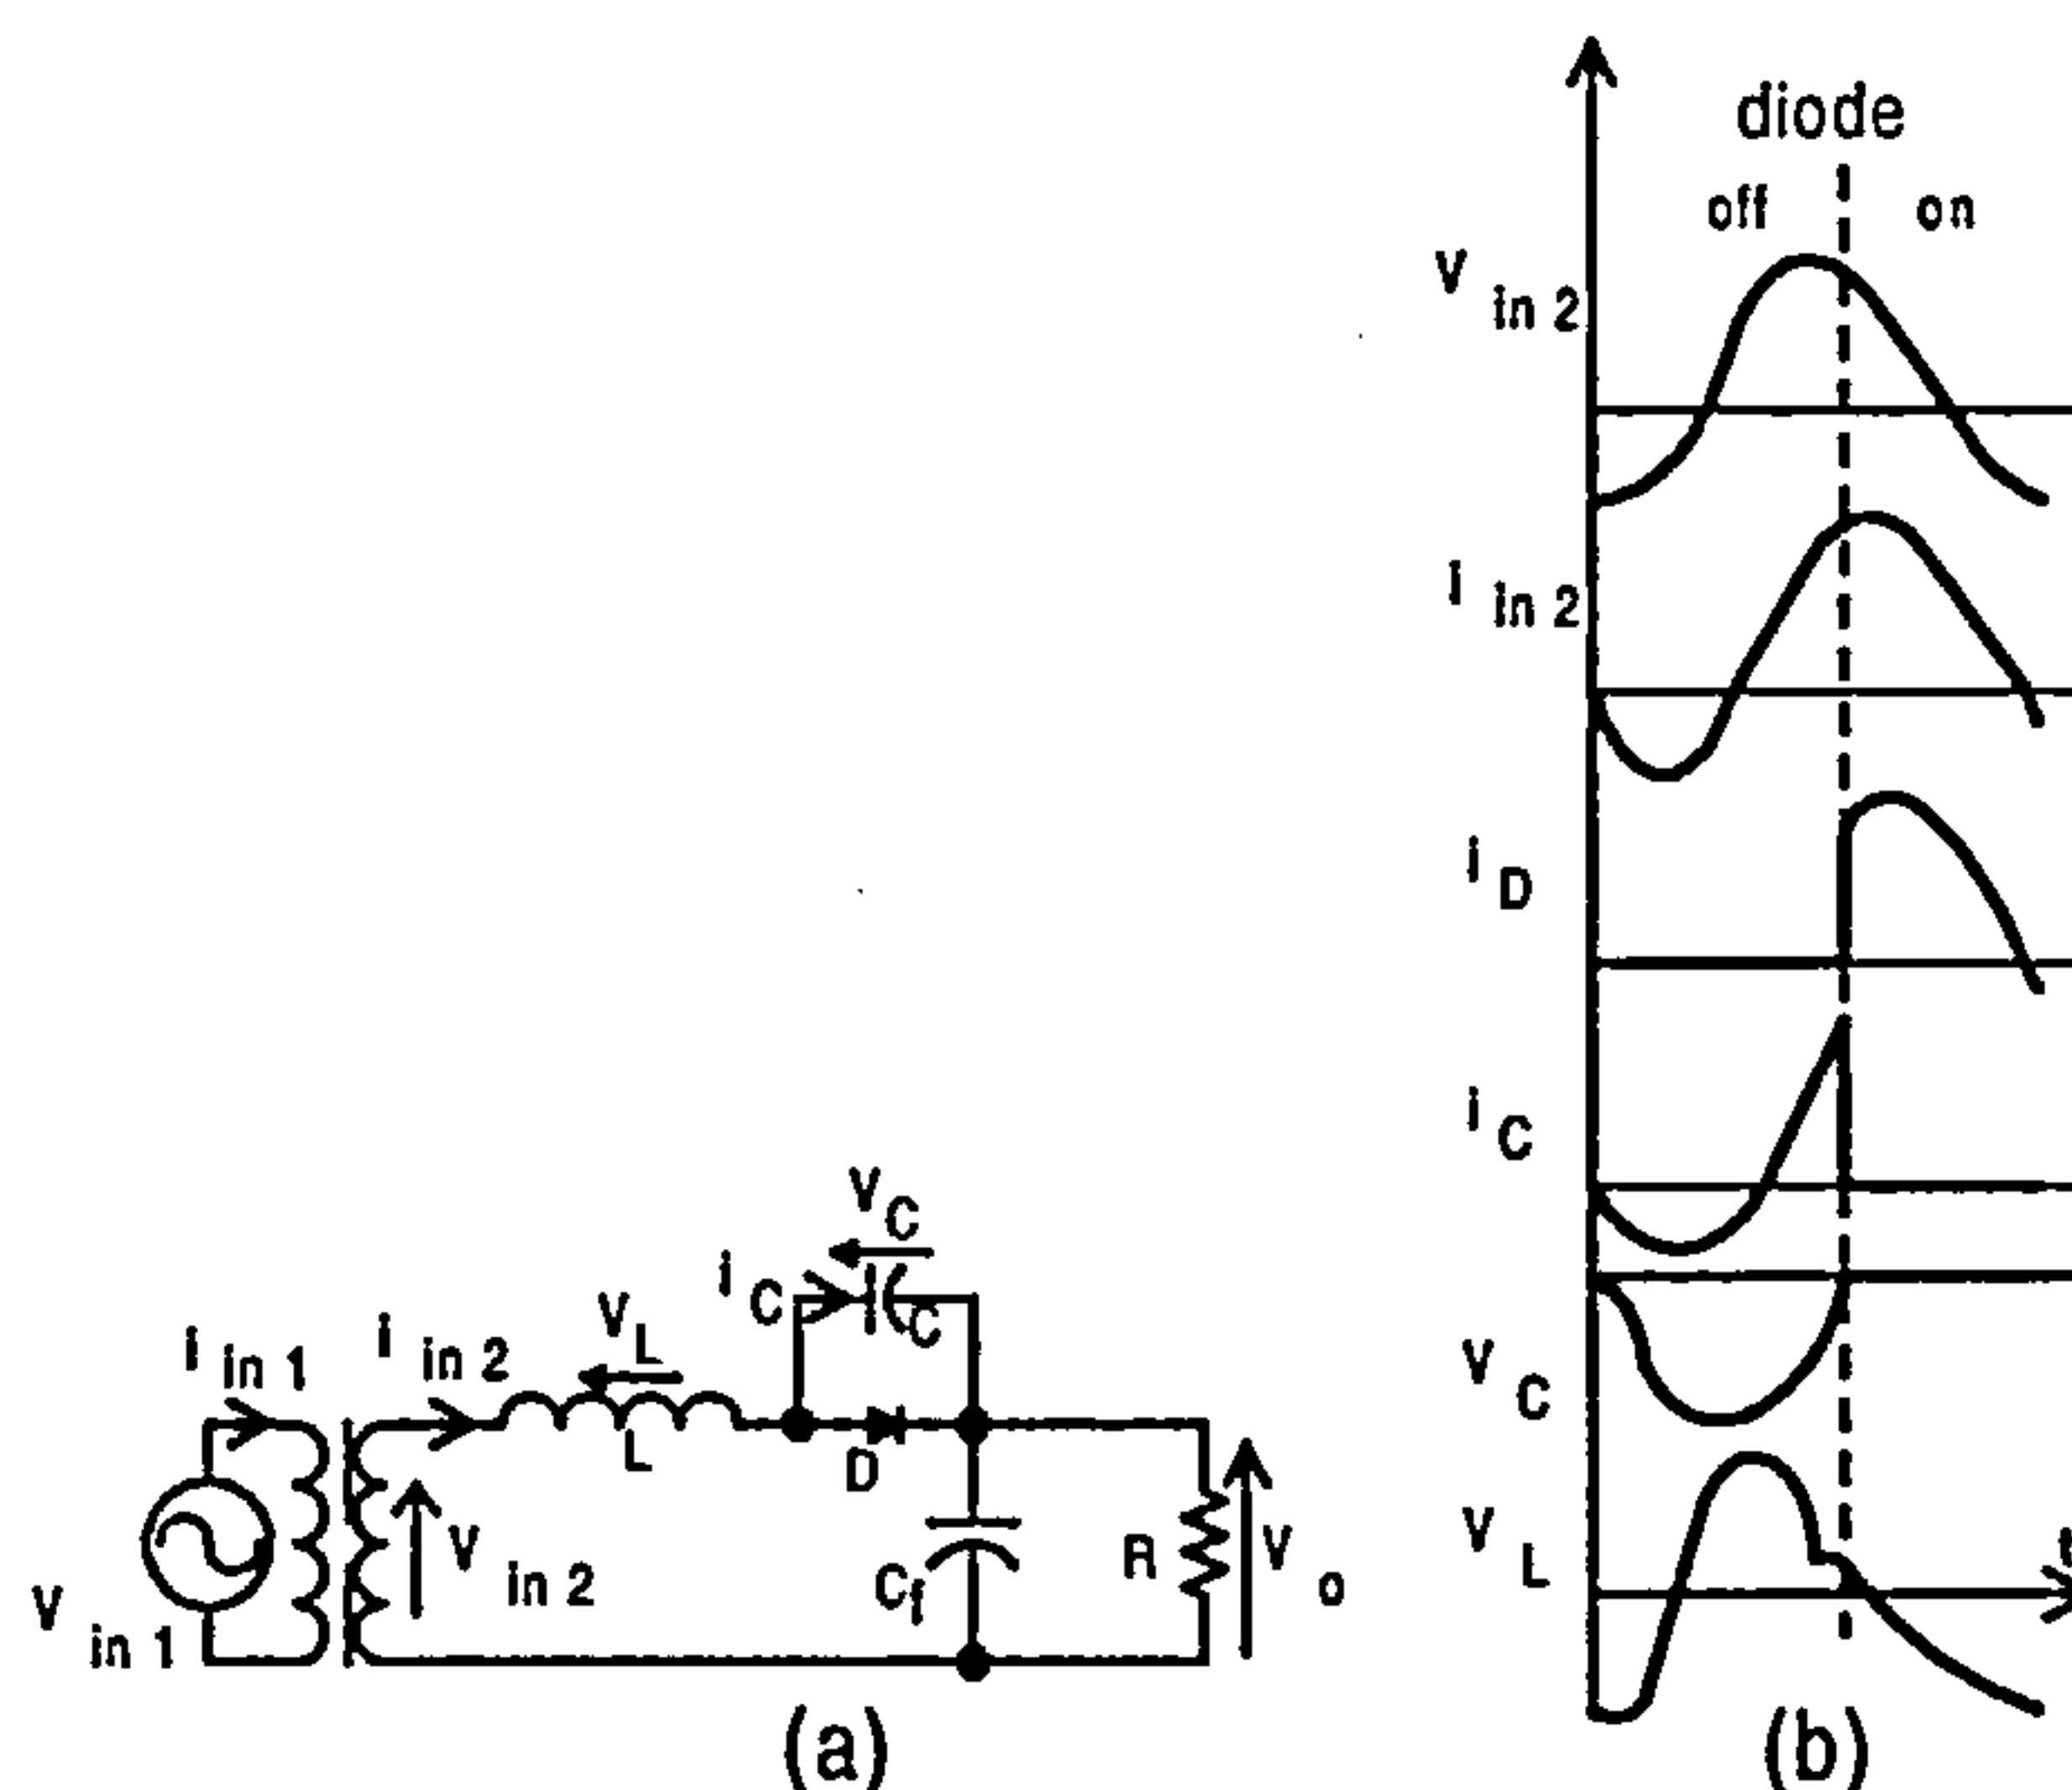 diode
off on
v in 2
i in 2
i D
i C
v C
v L
t
(b)
v C
i C
C
v L
i in 1
i in 2
L
D
v in 1
v in 2
C f
R
v o
(a)